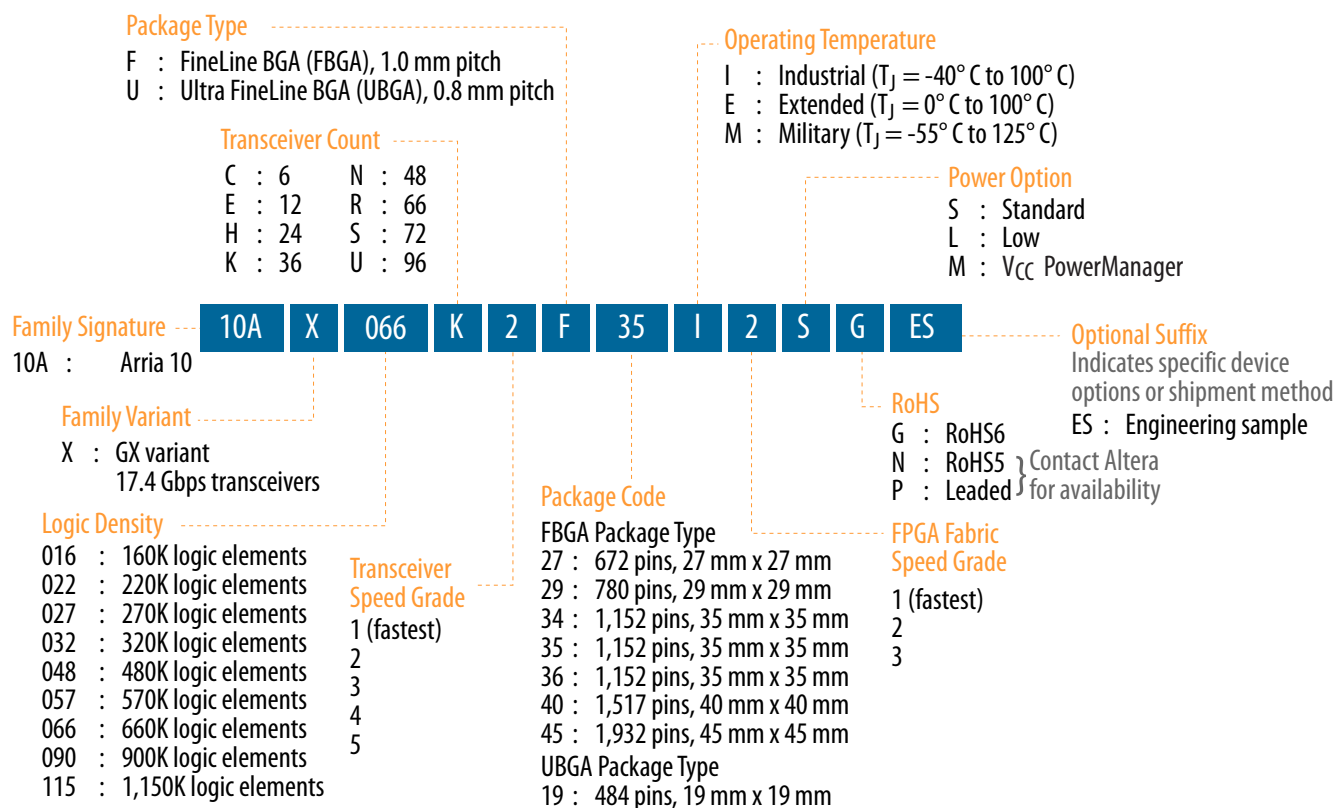 Package Type
F : FineLine BGA (FBGA), 1.0 mm pitch
U : Ultra FineLine BGA (UBGA), 0.8 mm pitch
Operating Temperature
I : Industrial (TJ = -40° C to 100° C)
E : Extended (TJ = 0° C to 100° C)
M : Military (TJ = -55° C to 125° C)
Transceiver Count
C : 6 N : 48
E : 12 R : 66
H : 24 S : 72
K : 36 U : 96
Power Option
S : Standard
L : Low
M : VCC PowerManager
Family Signature
10A : Arria 10
10A X 066 K 2 F 35 I 2 S G ES
Optional Suffix
Indicates specific device
options or shipment method
ES : Engineering sample
Family Variant
X : GX variant
17.4 Gbps transceivers
RoHS
G : RoHS6
N : RoHS5
P : Leaded
Contact Altera
for availability
Logic Density
016 : 160K logic elements
022 : 220K logic elements
027 : 270K logic elements
032 : 320K logic elements
048 : 480K logic elements
057 : 570K logic elements
066 : 660K logic elements
090 : 900K logic elements
115 : 1,150K logic elements
Transceiver
Speed Grade
1 (fastest)
2
3
4
5
Package Code
FBGA Package Type
27 : 672 pins, 27 mm x 27 mm
29 : 780 pins, 29 mm x 29 mm
34 : 1,152 pins, 35 mm x 35 mm
35 : 1,152 pins, 35 mm x 35 mm
36 : 1,152 pins, 35 mm x 35 mm
40 : 1,517 pins, 40 mm x 40 mm
45 : 1,932 pins, 45 mm x 45 mm
UBGA Package Type
19 : 484 pins, 19 mm x 19 mm
FPGA Fabric
Speed Grade
1 (fastest)
2
3